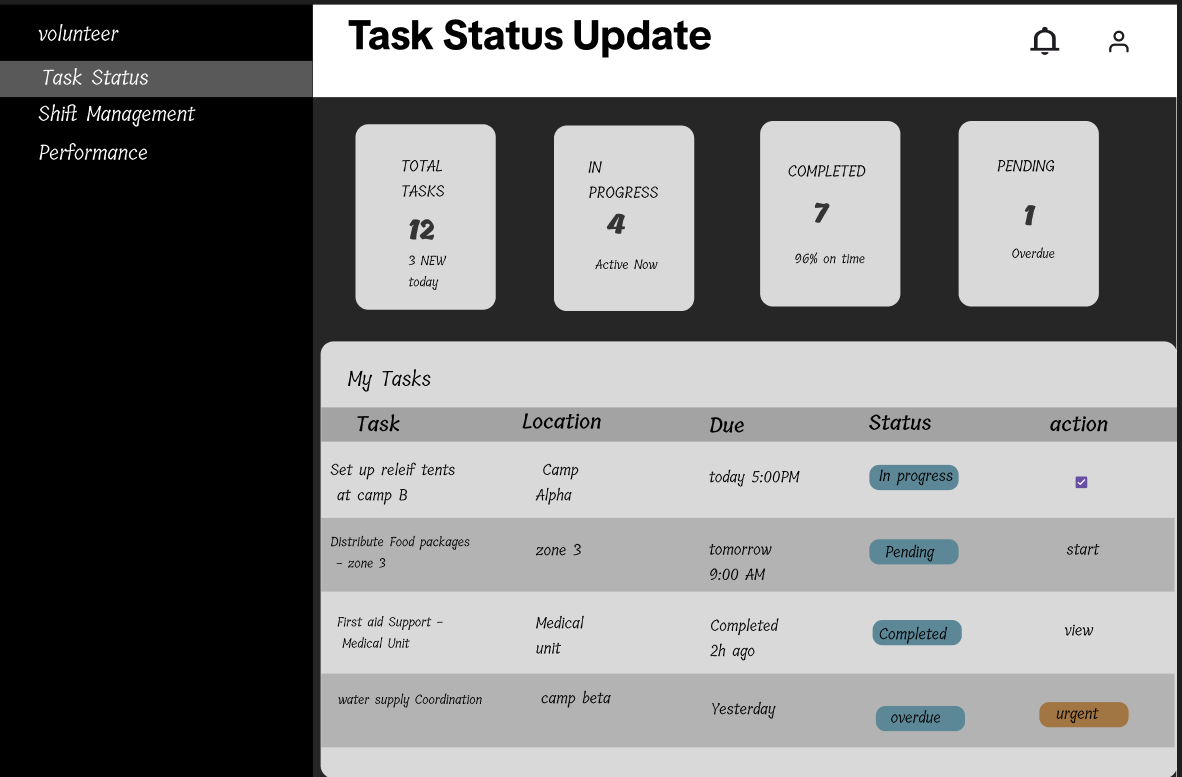 volunteer
Task Status
Shift Management
Performance
Task Status Update
TOTAL
TASKS
12
3 NEW
today
IN
PROGRESS
4
Active Now
COMPLETED
7
96% on time
PENDING
1
Overdue
My Tasks
Task Location Due Status action
Set up releif tents
at camp B
Camp
Alpha
today 5:00PM
In progress
Distribute Food packages
- zone 3
zone 3
tomorrow
9:00 AM
Pending
start
First aid Support -
Medical Unit
Medical
unit
Completed
2h ago
Completed
view
water supply Coordination
camp beta
Yesterday
overdue
urgent